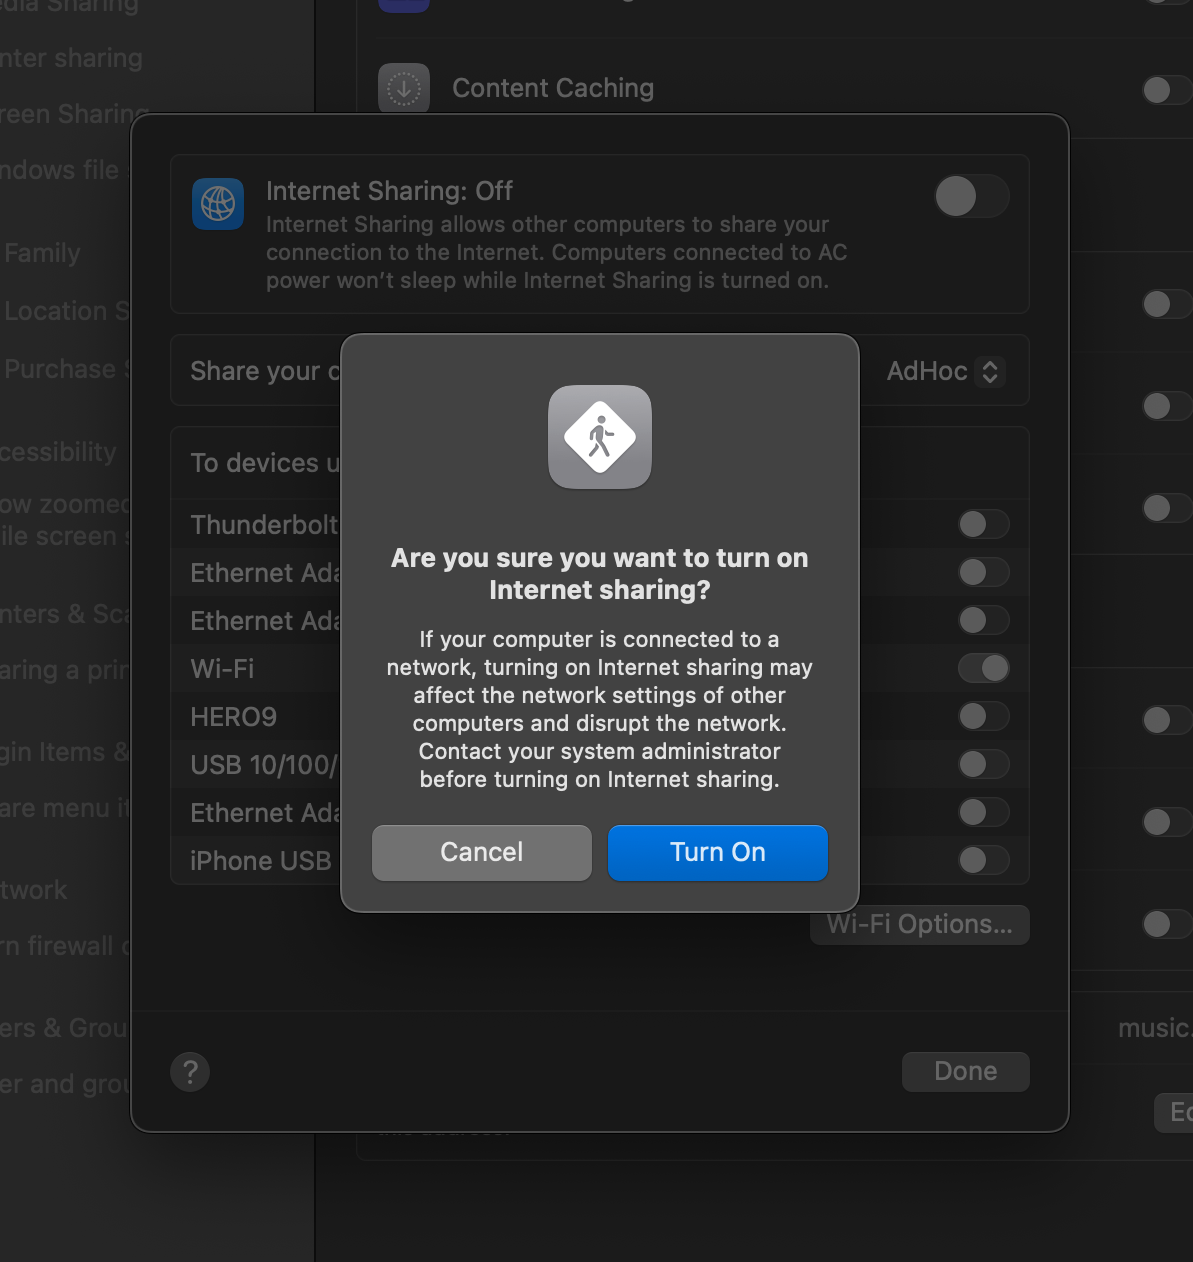 Sharing
nter sharing
Content Caching
reen Sharing
ndows file
Internet Sharing: Off
Internet Sharing allows other computers to share your
connection to the Internet. Computers connected to AC
power won’t sleep while Internet Sharing is turned on.
Family
Location S
Purchase
Share your c
AdHoc
cessibility
To devices u
ow zoomed
ile screen s
Thunderbolt
Ethernet Ada
Ethernet Ada
nters & Sca
Wi-Fi
aring a prin
HERO9
gin Items &
USB 10/100/
are menu it
Ethernet Ada
iPhone USB
Are you sure you want to turn on
Internet sharing?
If your computer is connected to a
network, turning on Internet sharing may
affect the network settings of other
computers and disrupt the network.
Contact your system administrator
before turning on Internet sharing.
Cancel
Turn On
twork
Wi-Fi Options...
rn firewall o
ers & Grou
music.
er and grou
?
Done
Ed